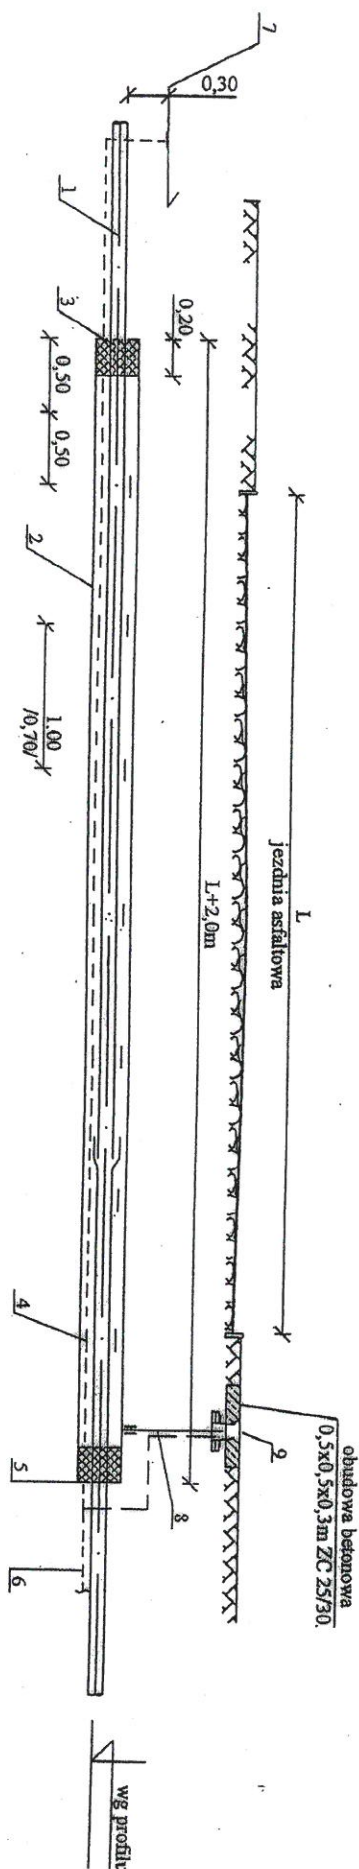 7
0,30
obudowa betonowa
0,5x0,5x0,3m ZC 25/30.
L
jezdnia asfaltowa
9
L+2,0m
0,20
8
1
3
0,50 0,50
2
1.00
/0,70/
4
5
6
wg profilu